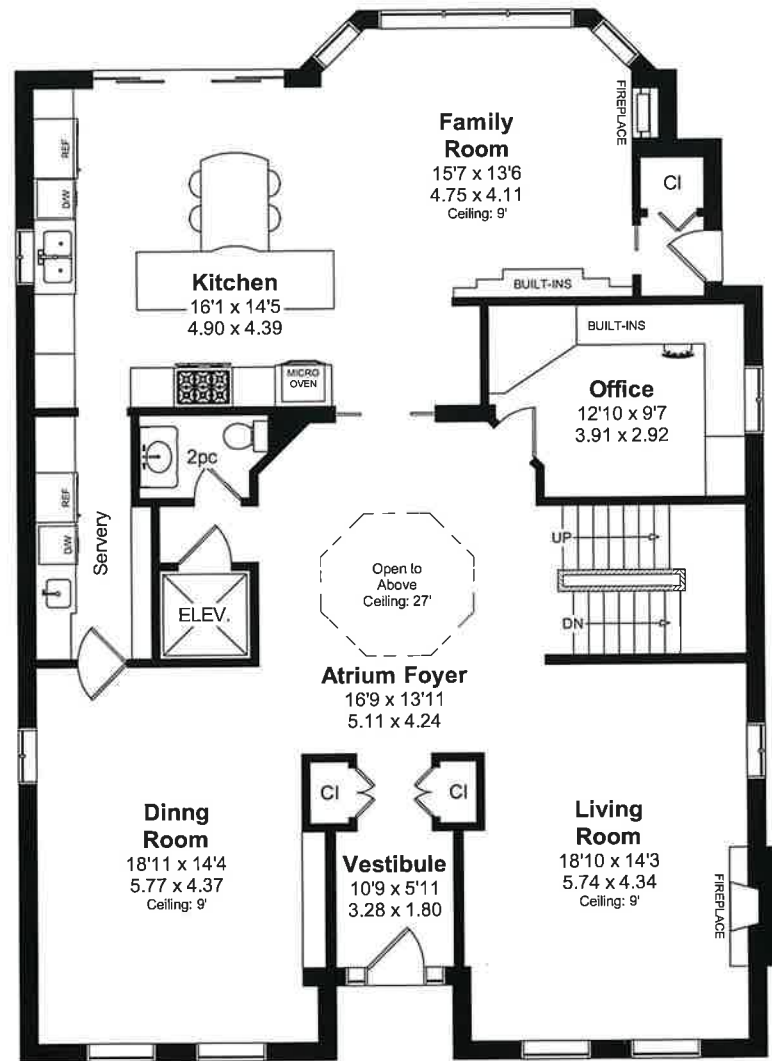 FIREPLACE
Family
Room
15'7 x 13'6
4.75 x 4.11
Ceiling: 9'
REF
D/W
Cl
Kitchen
16'1 x 14'5
4.90 x 4.39
BUILT-INS
BUILT-INS
MICRO
OVEN
Office
12'10 x 9'7
3.91 x 2.92
2pc
REF
D/W
Servery
UP
Open to
Above
Ceiling: 27'
ELEV.
DN
Atrium Foyer
16'9 x 13'11
5.11 x 4.24
Cl
Cl
Dinng
Room
18'11 x 14'4
5.77 x 4.37
Ceiling: 9'
Vestibule
10'9 x 5'11
3.28 x 1.80
Living
Room
18'10 x 14'3
5.74 x 4.34
Ceiling: 9'
FIREPLACE